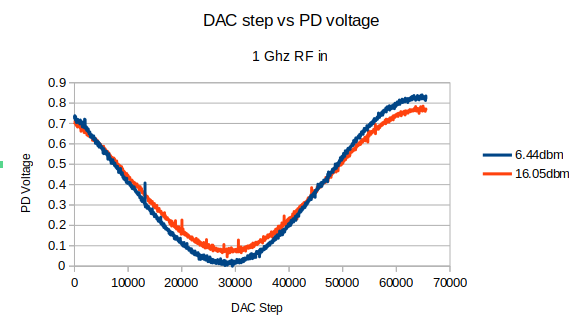 DAC step vs PD voltage
1 Ghz RF in
0.9
0.8
0.7
0.6
0.5
0.4
0.3
0.2
0.1
0
PD Voltage
0 10000 20000 30000 40000 50000 60000 70000
DAC Step
6.44dbm
16.05dbm